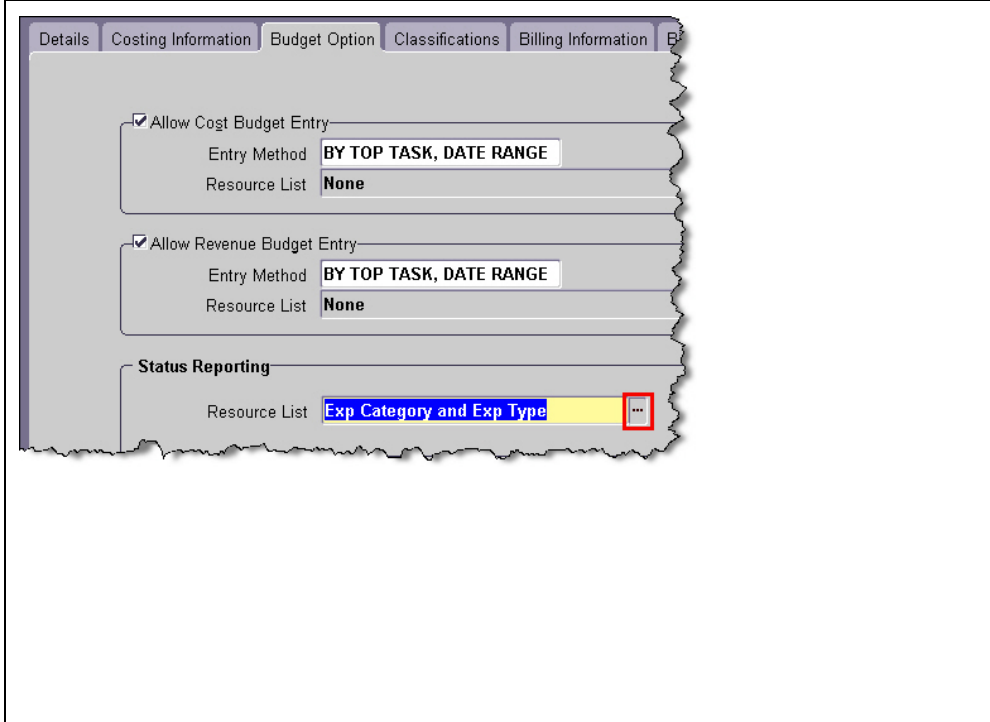 Details Costing Information Budget Option Classifications Billing Information B
Allow Cost Budget Entry
Entry Method BY TOP TASK, DATE RANGE
Resource List None
Allow Revenue Budget Entry
Entry Method BY TOP TASK, DATE RANGE
Resource List None
Status Reporting
Resource List Exp Category and Exp Type ...